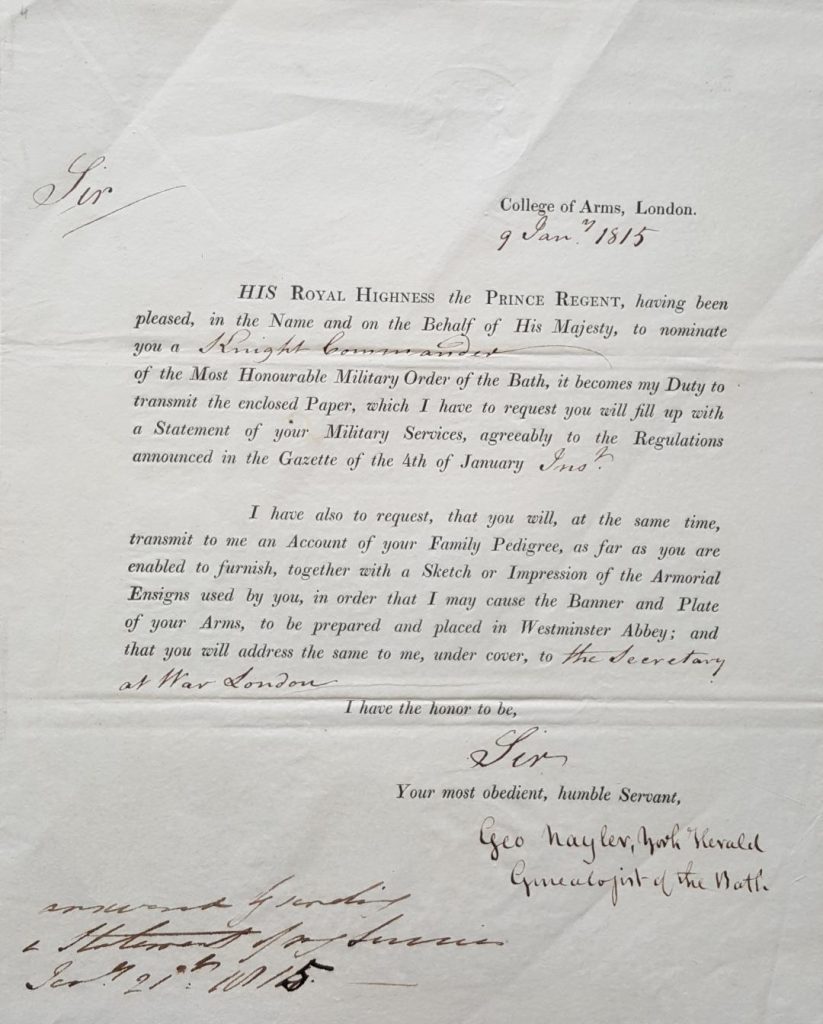 Sir
College of Arms, London.
9 Jan.y 1815
HIS ROYAL HIGHNESS the PRINCE REGENT, having been
pleased, in the Name and on the Behalf of His Majesty, to nominate
you a Knight Commander
of the Most Honourable Military Order of the Bath, it becomes my Duty to
transmit the enclosed Paper, which I have to request you will fill up with
a Statement of your Military Services, agreeably to the Regulations
announced in the Gazette of the 4th of January Inst.
I have also to request, that you will, at the same time,
transmit to me an Account of your Family Pedigree, as far as you are
enabled to furnish, together with a Sketch or Impression of the Armorial
Ensigns used by you, in order that I may cause the Banner and Plate
of your Arms, to be prepared and placed in Westminster Abbey; and
that you will address the same to me, under cover, to the Secretary
at War London
I have the honor to be,
Sir
Your most obedient, humble Servant,
Geo Nayler, York Herald
Genealogist of the Bath.
answered by sending
a Statement of my Services
Jan.y 21st 1815.